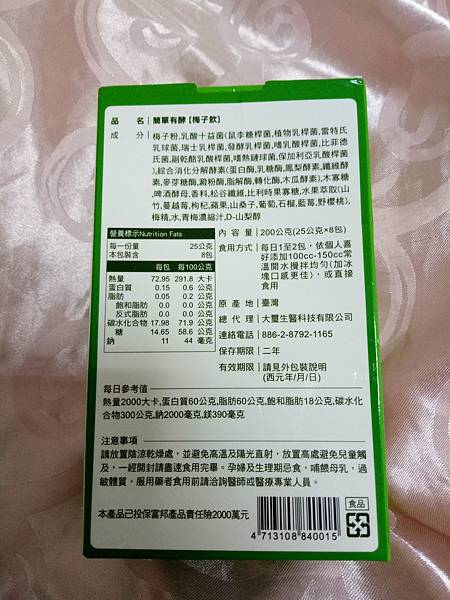 品　　名｜簡單有酵 [梅子飲]
成　　分｜梅子粉,乳酸十益菌(鼠李糖桿菌,植物乳桿菌,雷特氏
乳球菌,瑞士乳桿菌,發酵乳桿菌,嗜乳酸桿菌,比菲德
氏菌,副乾酪乳酸桿菌,嗜熱鏈球菌,保加利亞乳酸桿菌
),綜合消化分解酵素(蛋白酶,乳糖酶,鳳梨酵素,纖維
素,麥芽糖酶,澱粉酶,脂解酶,轉化酶,木瓜酵素),木寡糖
,啤酒酵母,香料,松谷纖維,比利時果寡糖,水果萃取(山
竹,蔓越莓,枸杞,蘋果,山桑子,葡萄,石榴,藍莓,野櫻桃),
梅精,水,青梅濃縮汁,D-山梨醇
營養標示Nutrition Fats
每一份量 25公克
本包裝含 8包
每包 每100公克
熱量 72.95 291.8 大卡
蛋白質 0.15 0.6 公克
脂肪 0.05 0.2 公克
飽和脂肪 0.0 0.0 公克
反式脂肪 0.0 0.0 公克
碳水化合物 17.98 71.9 公克
糖 14.65 58.6 公克
鈉 11 44 毫克
內 容 量｜200公克(25公克×8包)
食用方式｜每日1至2包，依個人喜
好添加100cc-150cc常
溫開水攪拌均勻(加冰
塊口感更佳)，或直接
食用
原 產 地｜臺灣
總 代 理｜大璽生醫科技有限公司
連絡電話｜886-2-8792-1165
保存期限｜二年
有效期限｜請見外包裝說明
(西元年/月/日)
每日參考值
熱量2000大卡,蛋白質60公克,脂肪60公克,飽和脂肪18公克,碳水化
合物300公克,鈉2000毫克,鎂390毫克
注意事項
請放置陰涼乾燥處，並避免高溫及陽光直射，放置高處避免兒童觸
及，一經開封請盡速食用完畢。孕婦及生理期忌食，哺餵母乳，過
敏體質，服用藥者食用前請洽詢醫師或醫療專業人員。
本產品已投保富邦產品責任險2000萬元
4 713108 840015
食品